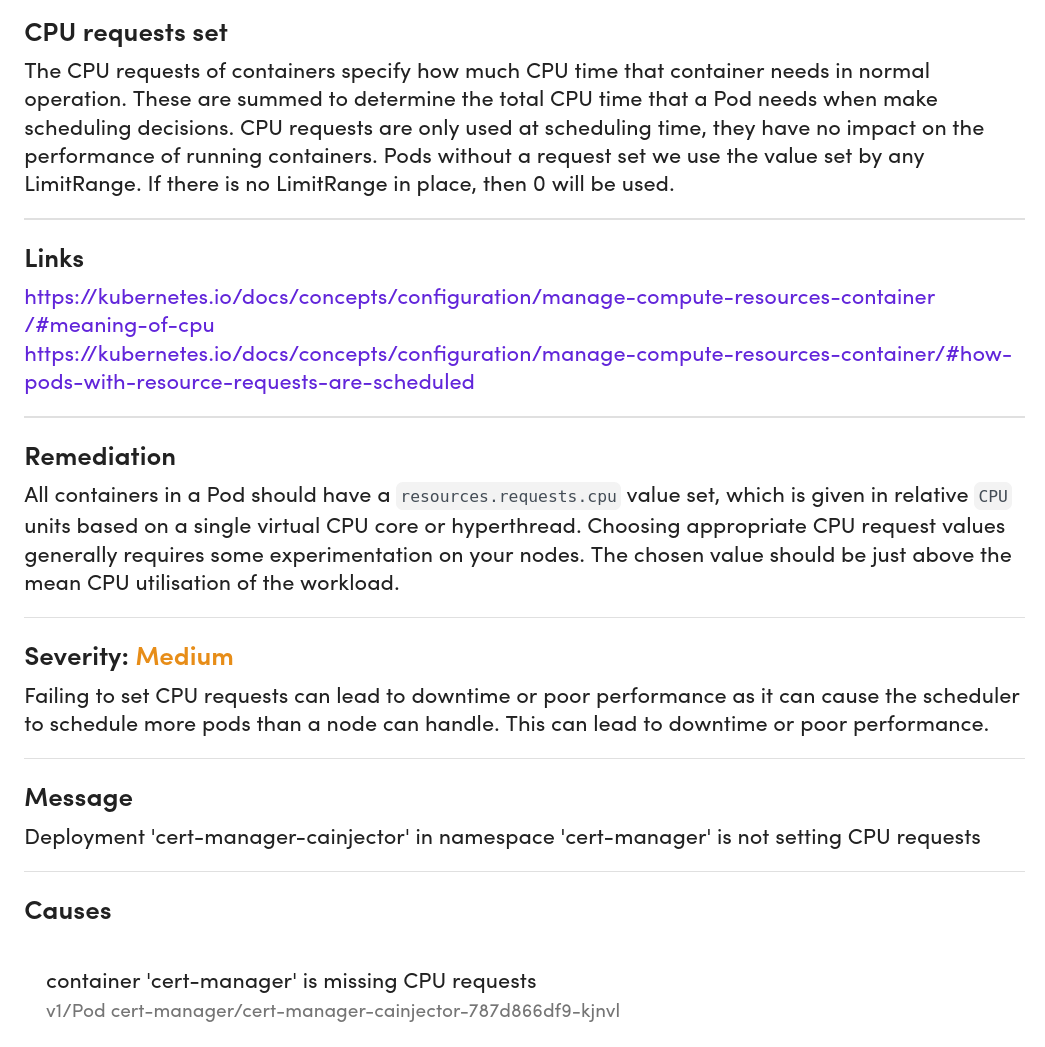 CPU requests set
The CPU requests of containers specify how much CPU time that container needs in normal
operation. These are summed to determine the total CPU time that a Pod needs when make
scheduling decisions. CPU requests are only used at scheduling time, they have no impact on the
performance of running containers. Pods without a request set we use the value set by any
LimitRange. If there is no LimitRange in place, then 0 will be used.
Links
https://kubernetes.io/docs/concepts/configuration/manage-compute-resources-container
/#meaning-of-cpu
https://kubernetes.io/docs/concepts/configuration/manage-compute-resources-container/#how-
pods-with-resource-requests-are-scheduled
Remediation
All containers in a Pod should have a resources.requests.cpu value set, which is given in relative CPU
units based on a single virtual CPU core or hyperthread. Choosing appropriate CPU request values
generally requires some experimentation on your nodes. The chosen value should be just above the
mean CPU utilisation of the workload.
Severity: Medium
Failing to set CPU requests can lead to downtime or poor performance as it can cause the scheduler
to schedule more pods than a node can handle. This can lead to downtime or poor performance.
Message
Deployment 'cert-manager-cainjector' in namespace 'cert-manager' is not setting CPU requests
Causes
container 'cert-manager' is missing CPU requests
v1/Pod cert-manager/cert-manager-cainjector-787d866df9-kjnvl